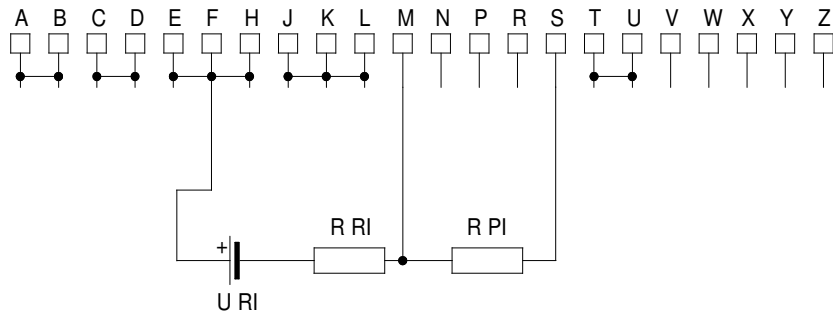 A B C D E F H J K L M N P R S T U V W X Y Z
R RI R PI
+
U RI